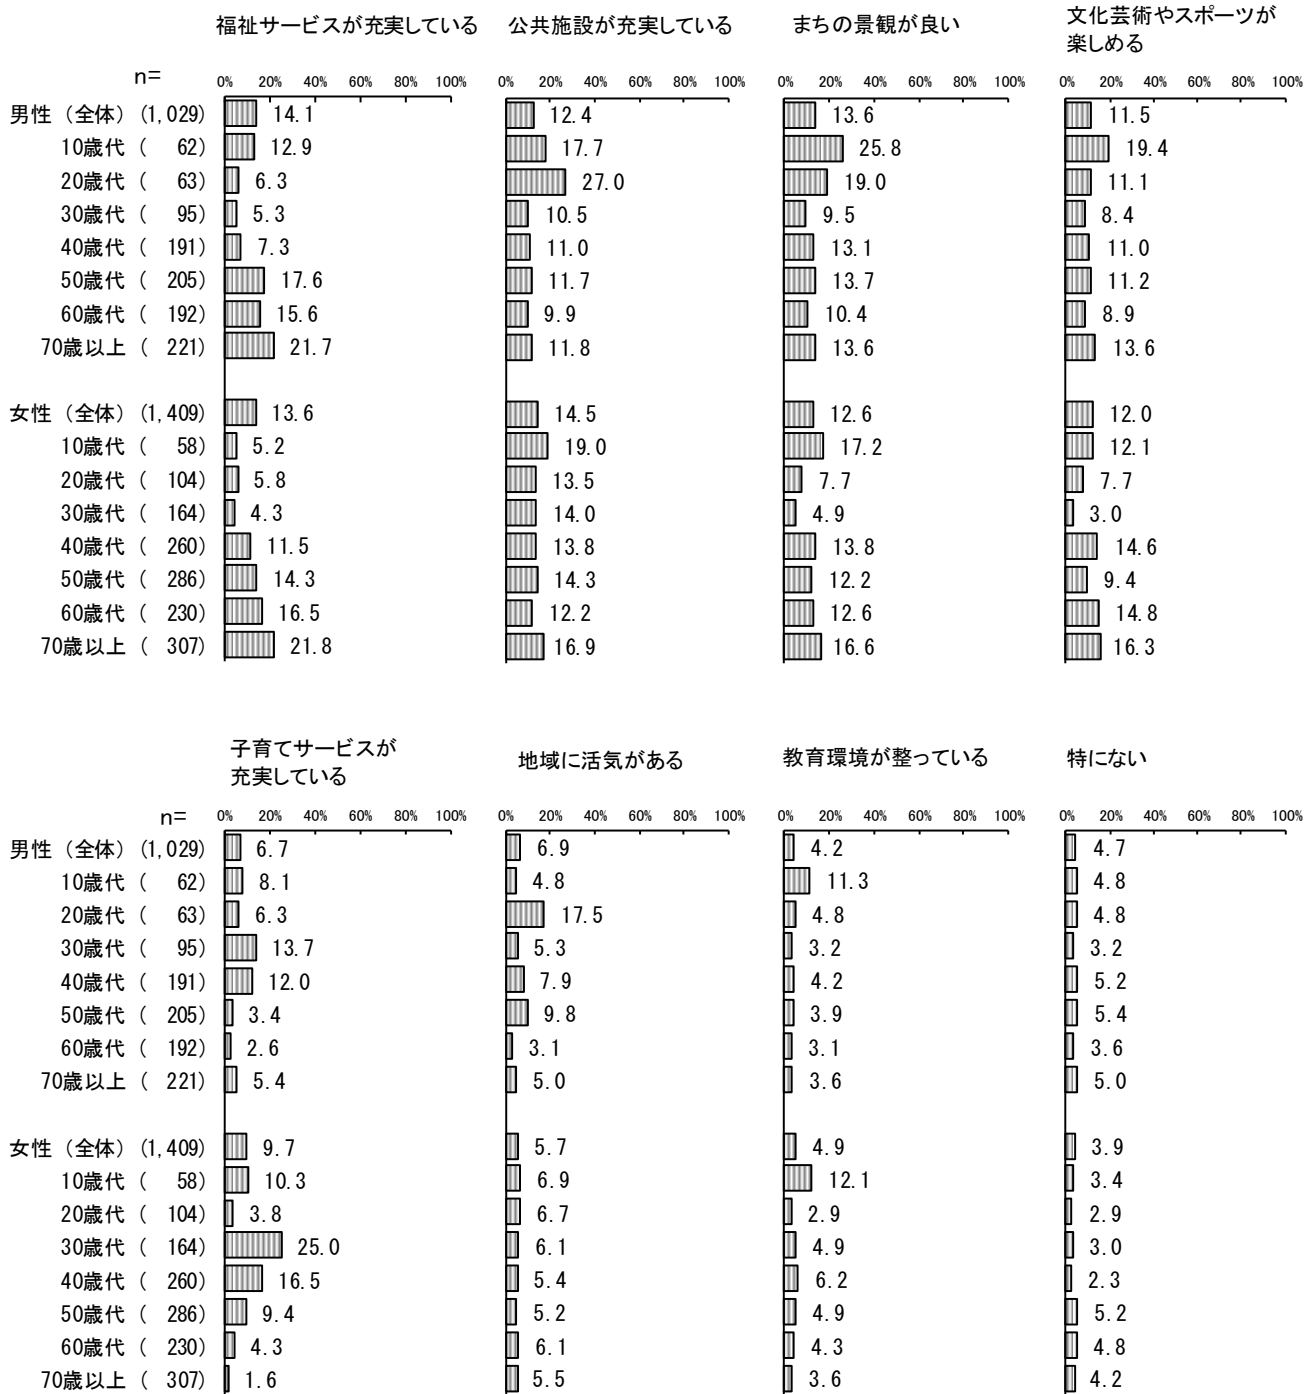 福祉サービスが充実している 公共施設が充実している まちの景観が良い 文化芸術やスポーツが
楽しめる
n= 0% 20% 40% 60% 80% 100% 0% 20% 40% 60% 80% 100% 0% 20% 40% 60% 80% 100% 0% 20% 40% 60% 80% 100%
男性（全体）(1,029) 14.1 12.4 13.6 11.5
10歳代 ( 62) 12.9 17.7 25.8 19.4
20歳代 ( 63) 6.3 27.0 19.0 11.1
30歳代 ( 95) 5.3 10.5 9.5 8.4
40歳代 ( 191) 7.3 11.0 13.1 11.0
50歳代 ( 205) 17.6 11.7 13.7 11.2
60歳代 ( 192) 15.6 9.9 10.4 8.9
70歳以上 ( 221) 21.7 11.8 13.6 13.6
女性（全体）(1,409) 13.6 14.5 12.6 12.0
10歳代 ( 58) 5.2 19.0 17.2 12.1
20歳代 ( 104) 5.8 13.5 7.7 7.7
30歳代 ( 164) 4.3 14.0 4.9 3.0
40歳代 ( 260) 11.5 13.8 13.8 14.6
50歳代 ( 286) 14.3 14.3 12.2 9.4
60歳代 ( 230) 16.5 12.2 12.6 14.8
70歳以上 ( 307) 21.8 16.9 16.6 16.3
子育てサービスが
充実している 地域に活気がある 教育環境が整っている 特にない
n= 0% 20% 40% 60% 80% 100% 0% 20% 40% 60% 80% 100% 0% 20% 40% 60% 80% 100% 0% 20% 40% 60% 80% 100%
男性（全体）(1,029) 6.7 6.9 4.2 4.7
10歳代 ( 62) 8.1 4.8 11.3 4.8
20歳代 ( 63) 6.3 17.5 4.8 4.8
30歳代 ( 95) 13.7 5.3 3.2 3.2
40歳代 ( 191) 12.0 7.9 4.2 5.2
50歳代 ( 205) 3.4 9.8 3.9 5.4
60歳代 ( 192) 2.6 3.1 3.1 3.6
70歳以上 ( 221) 5.4 5.0 3.6 5.0
女性（全体）(1,409) 9.7 5.7 4.9 3.9
10歳代 ( 58) 10.3 6.9 12.1 3.4
20歳代 ( 104) 3.8 6.7 2.9 2.9
30歳代 ( 164) 25.0 6.1 4.9 3.0
40歳代 ( 260) 16.5 5.4 6.2 2.3
50歳代 ( 286) 9.4 5.2 4.9 5.2
60歳代 ( 230) 4.3 6.1 4.3 4.8
70歳以上 ( 307) 1.6 5.5 3.6 4.2